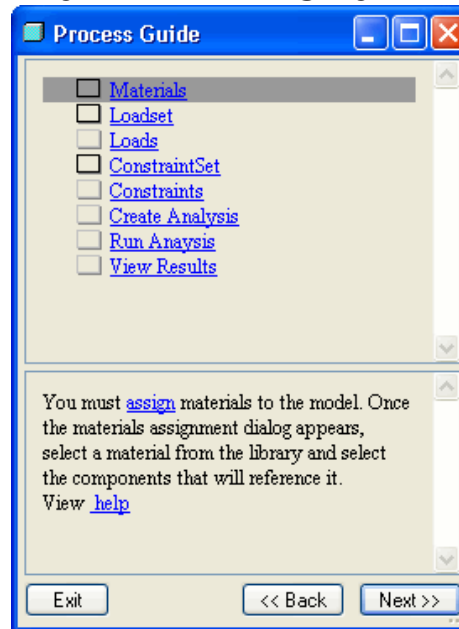 Process Guide
Materials
Loadset
Loads
ConstraintSet
Constraints
Create Analysis
Run Anaysis
View Results
You must assign materials to the model. Once
the materials assignment dialog appears,
select a material from the library and select
the components that will reference it.
View help
Exit
<< Back
Next >>